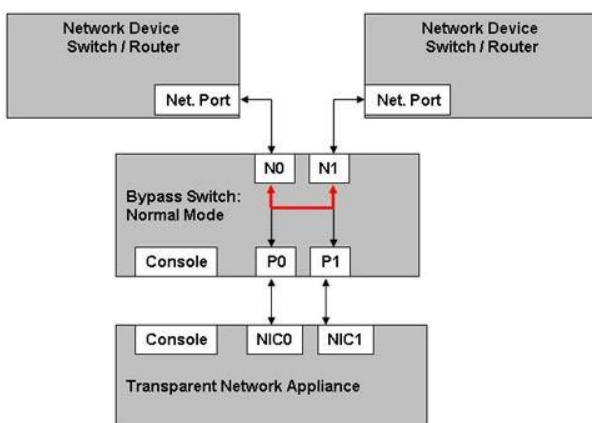 Network Device
Switch / Router
Net. Port
Network Device
Switch / Router
Net. Port
N0
N1
Bypass Switch:
Normal Mode
Console
P0
P1
Console
NIC0
NIC1
Transparent Network Appliance